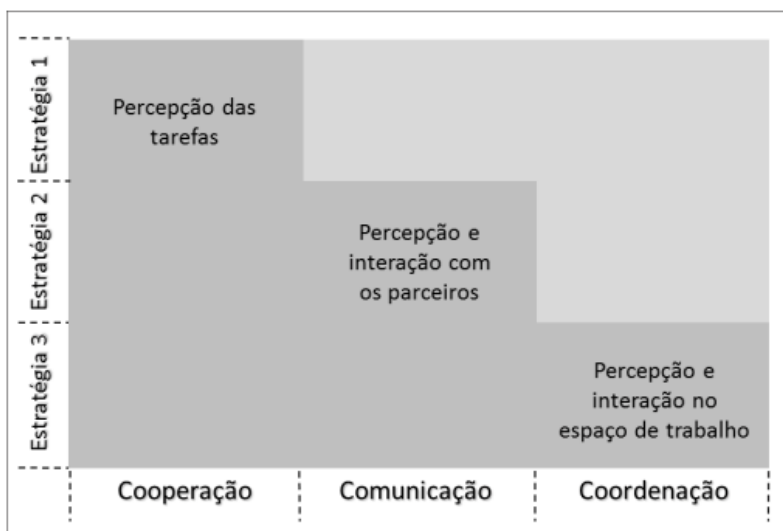 Estratégia 1
Percepção das
tarefas
Estratégia 2
Percepção e
interação com
os parceiros
Estratégia 3
Percepção e
interação no
espaço de trabalho
Cooperação
Comunicação
Coordenação